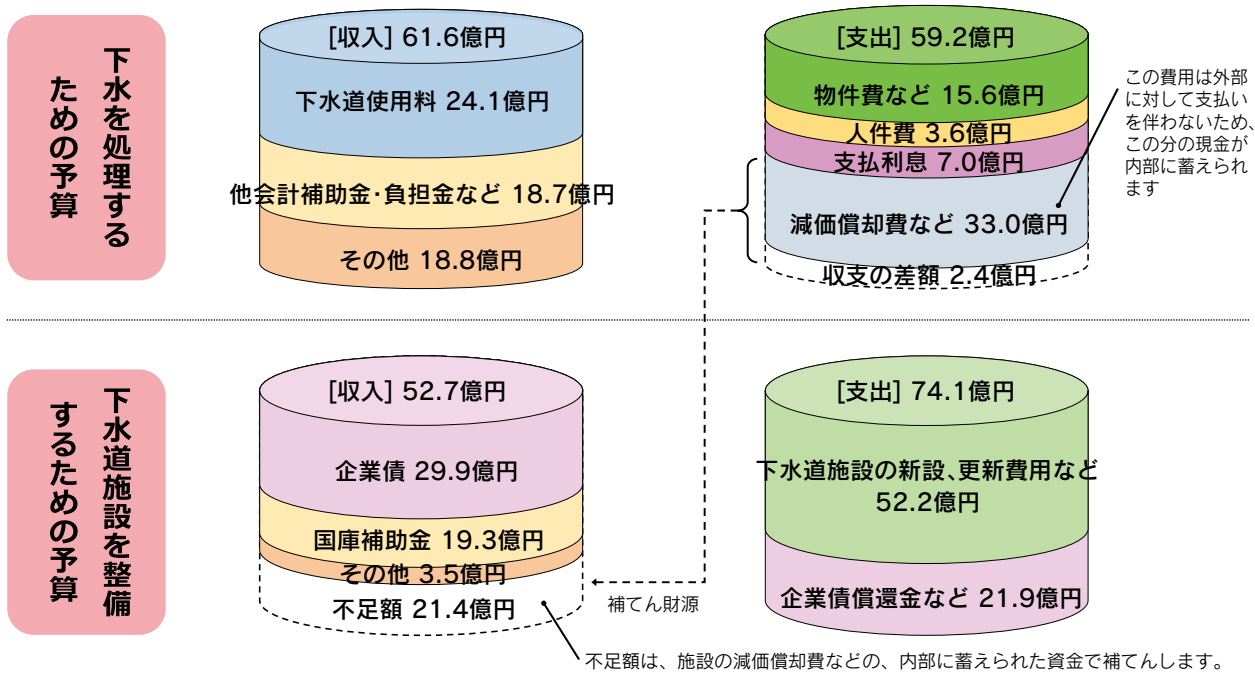 下水を処理する
ための予算
[収入] 61.6億円
下水道使用料 24.1億円
他会計補助金・負担金など 18.7億円
その他 18.8億円
[支出] 59.2億円
物件費など 15.6億円
人件費 3.6億円
支払利息 7.0億円
減価償却費など 33.0億円
収支の差額 2.4億円
この費用は外部
に対して支払い
を伴わないため、
この分の現金が
内部に蓄えられ
ます
下水道施設を整備
するための予算
[収入] 52.7億円
企業債 29.9億円
国庫補助金 19.3億円
その他 3.5億円
不足額 21.4億円
補てん財源
[支出] 74.1億円
下水道施設の新設、更新費用など
52.2億円
企業債償還金など 21.9億円
不足額は、施設の減価償却費などの、内部に蓄えられた資金で補てんします。